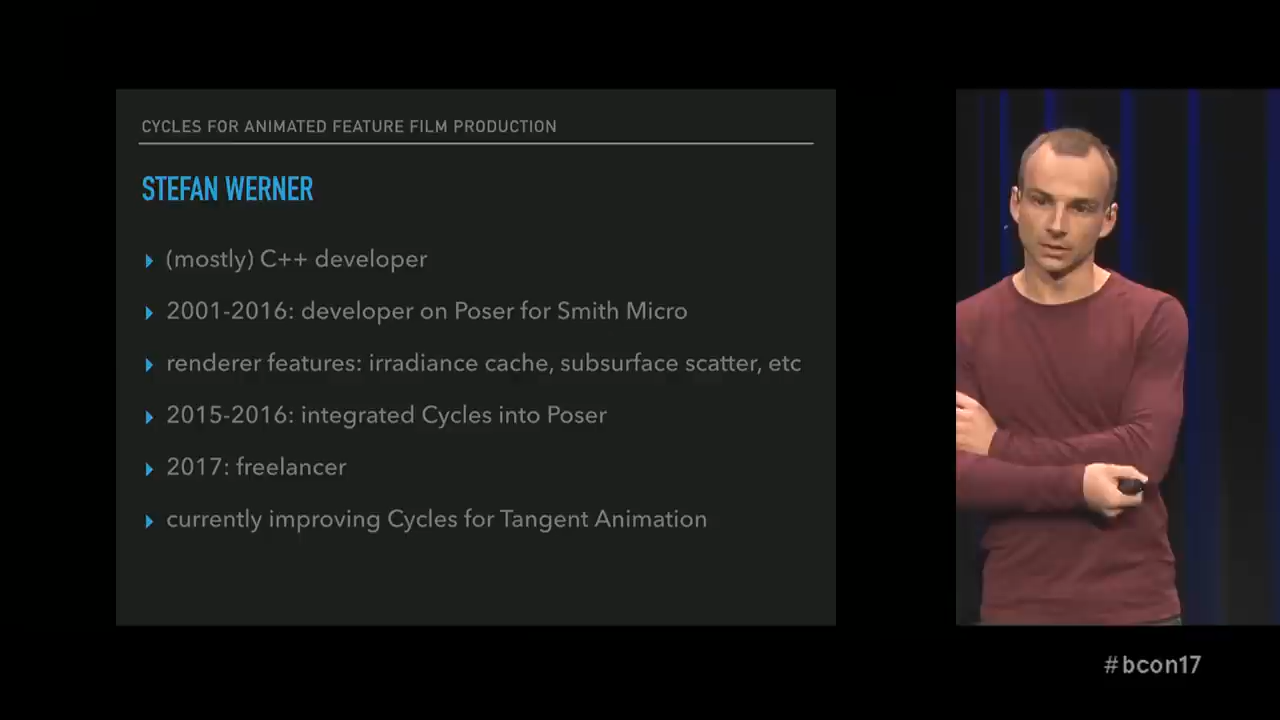 CYCLES FOR ANIMATED FEATURE FILM PRODUCTION
STEFAN WERNER
(mostly) C++ developer
2001-2016: developer on Poser for Smith Micro
renderer features: irradiance cache, subsurface scatter, etc
2015-2016: integrated Cycles into Poser
2017: freelancer
currently improving Cycles for Tangent Animation
#bcon17